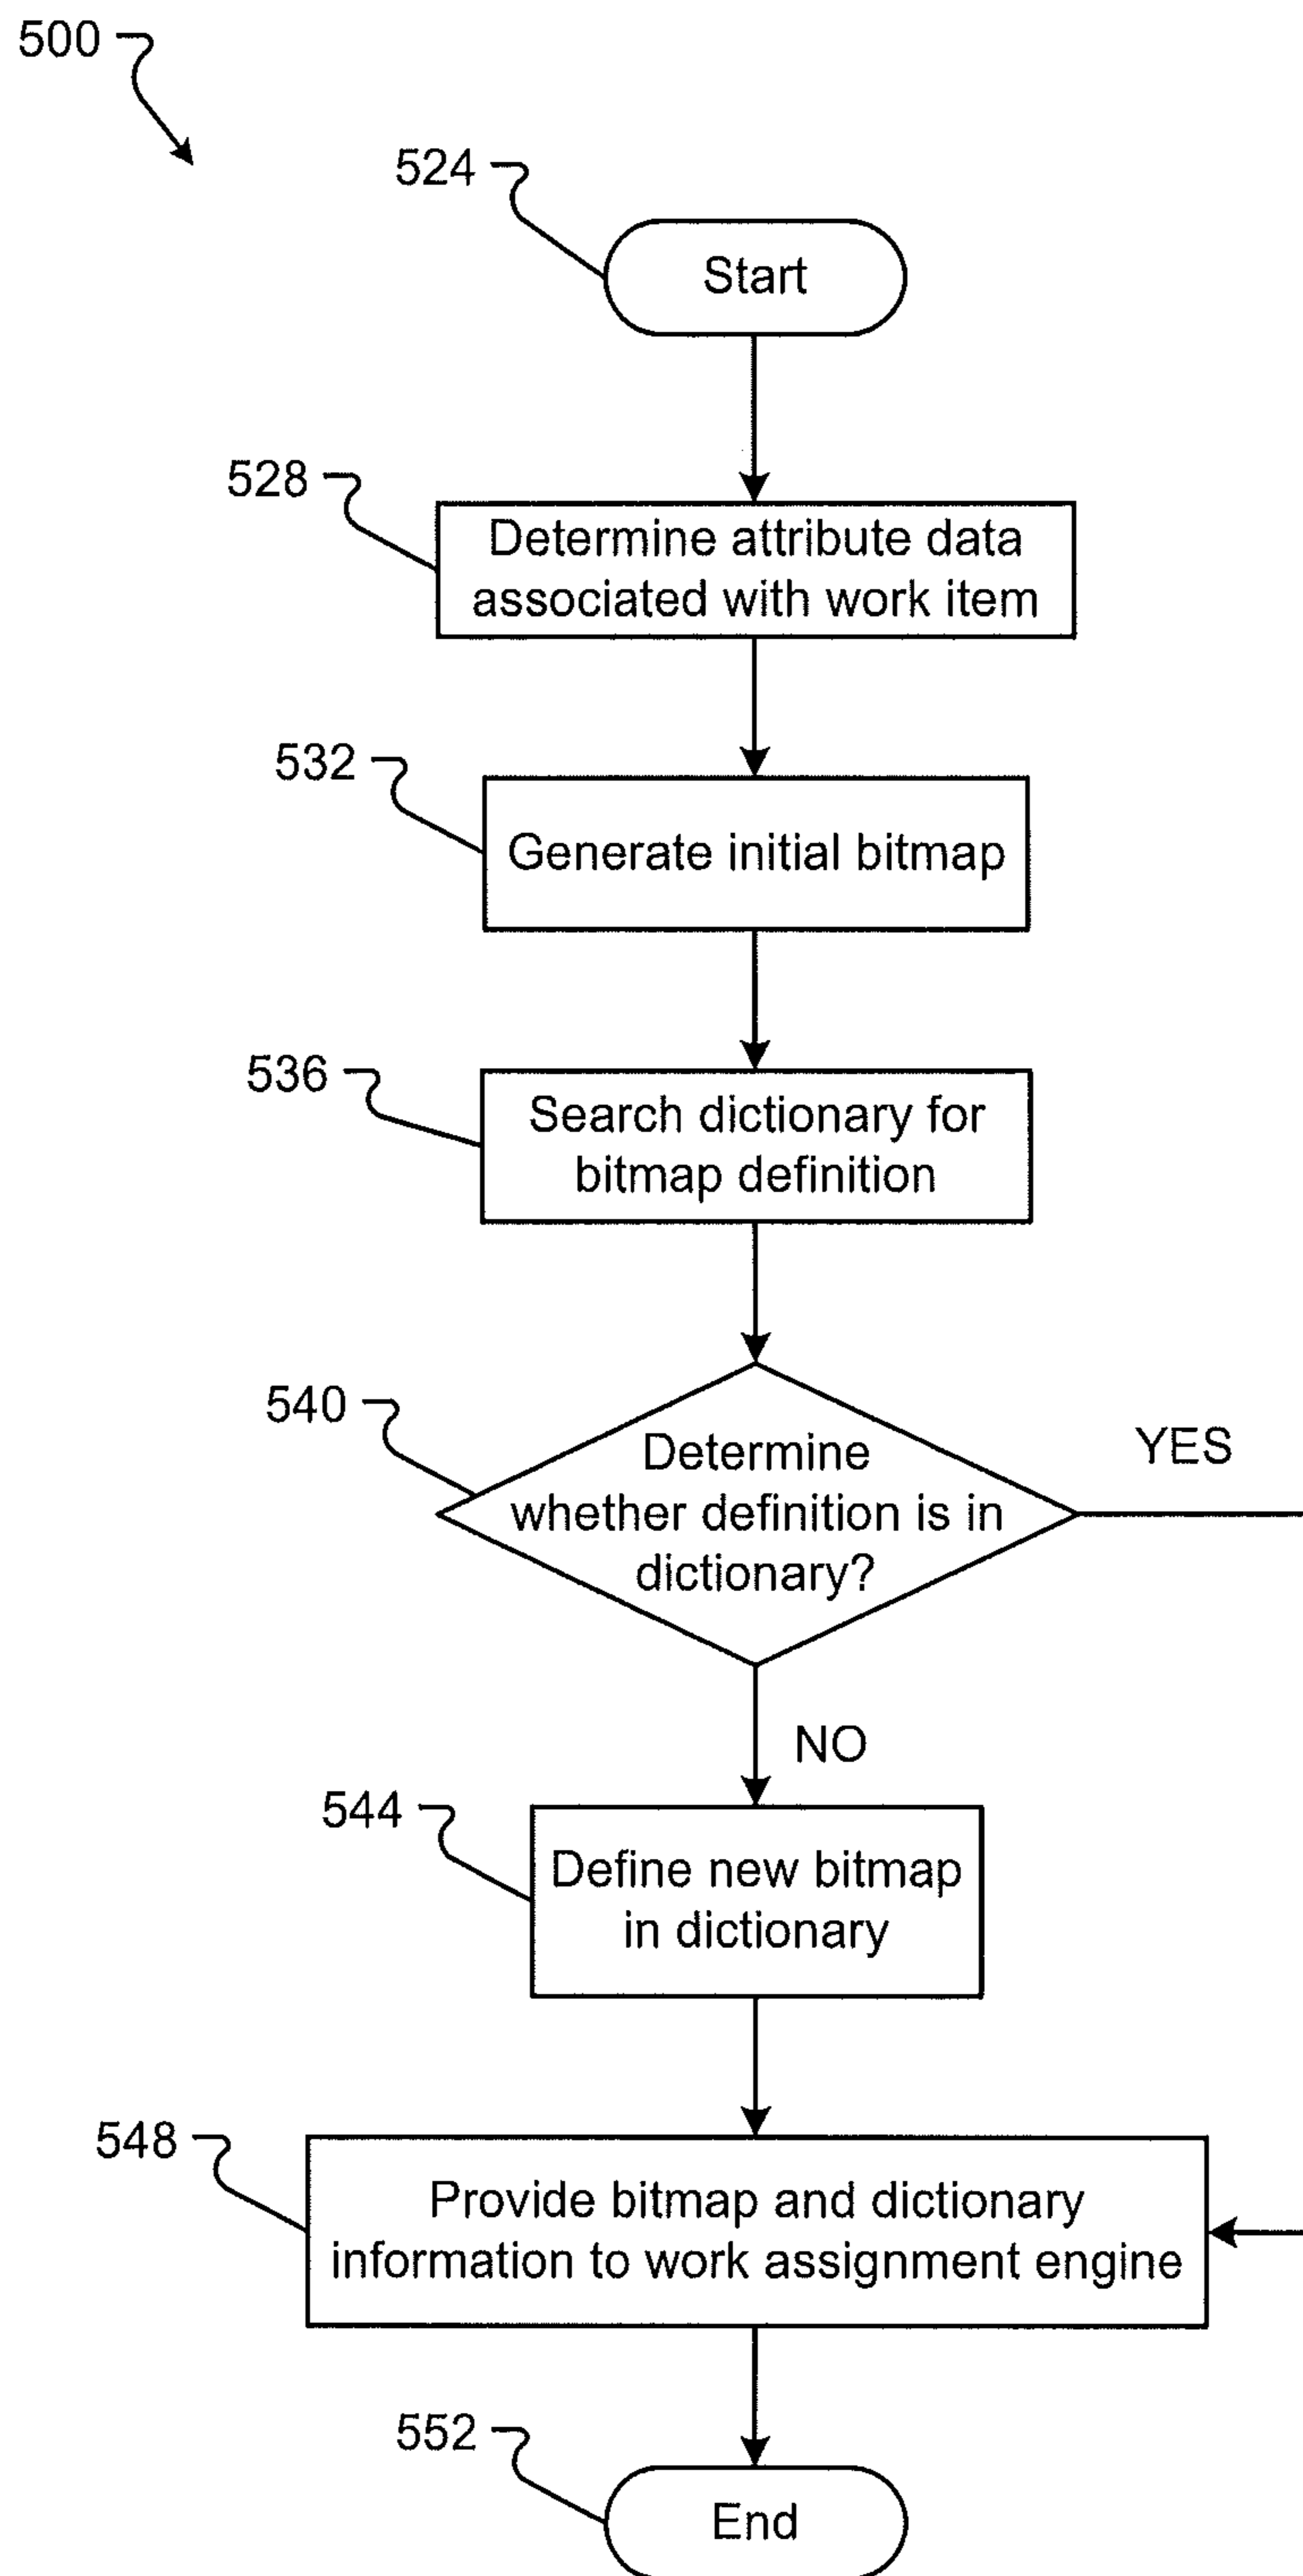 500
524
Start
528
Determine attribute data
associated with work item
532
Generate initial bitmap
536
Search dictionary for
bitmap definition
540
Determine
whether definition is in
dictionary?
YES
NO
544
Define new bitmap
in dictionary
548
Provide bitmap and dictionary
information to work assignment engine
552
End